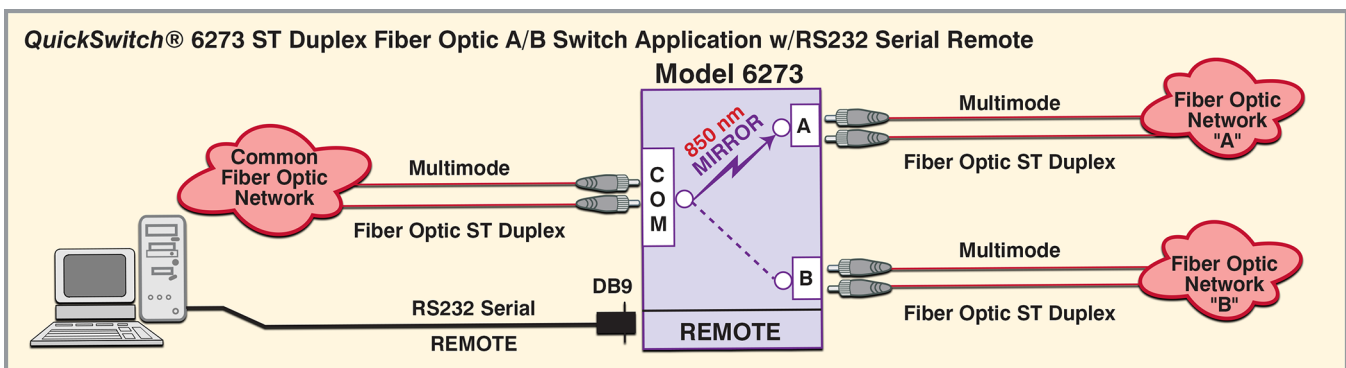 QuickSwitch® 6273 ST Duplex Fiber Optic A/B Switch Application w/RS232 Serial Remote
Model 6273
Common
Fiber Optic
Network
Multimode
Fiber Optic ST Duplex
C
O
M
850 nm
MIRROR
A
B
Multimode
Fiber Optic ST Duplex
Fiber Optic
Network
"A"
Multimode
Fiber Optic ST Duplex
Fiber Optic
Network
"B"
RS232 Serial
REMOTE
DB9
REMOTE